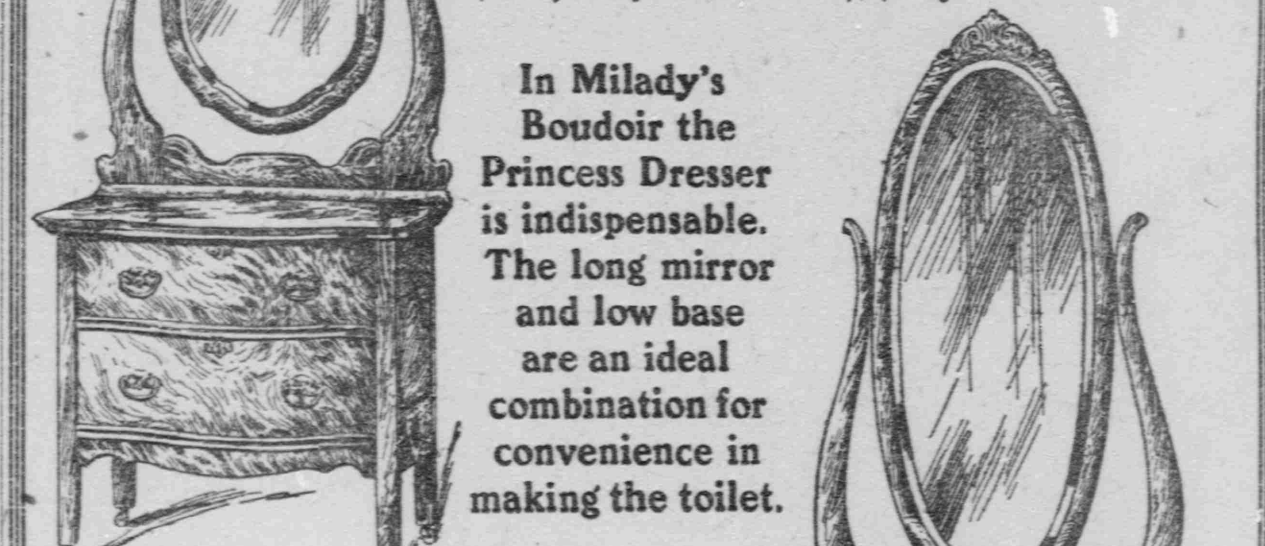 In Milady's
Boudoir the
Princess Dresser
is indispensable.
The long mirror
and low base
are an ideal
combination for
convenience in
making the toilet.